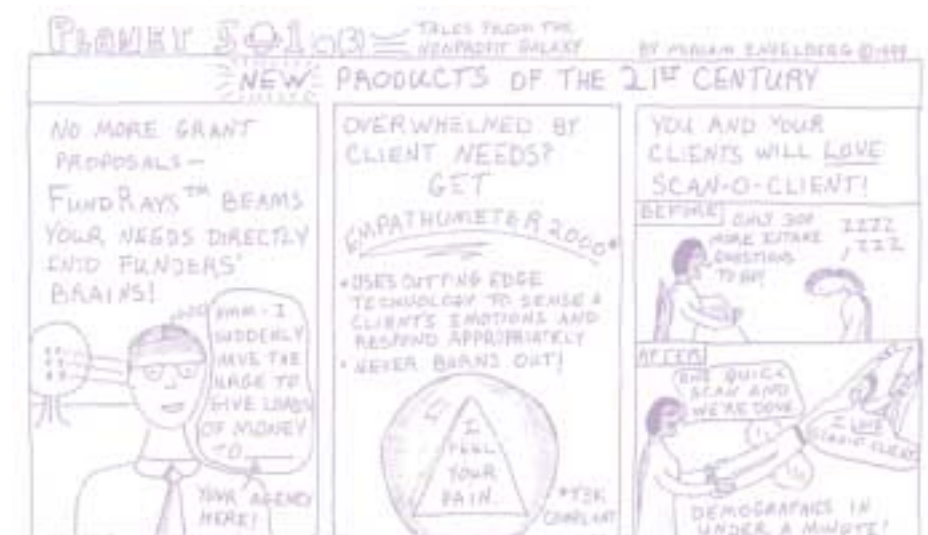 PLANET 501c(3)
TALES FROM THE
NONPROFIT GALAXY
BY MIRIAM ENGELBERG ©1999
NEW PRODUCTS OF THE 21ST CENTURY
NO MORE GRANT
PROPOSALS—
FUNDRAYS™ BEAMS
YOUR NEEDS DIRECTLY
INTO FUNDERS'
BRAINS!
HMM - I
SUDDENLY
HAVE THE
URGE TO
GIVE LOADS
OF MONEY
TO
YOUR AGENCY
HERE!
OVERWHELMED BY
CLIENT NEEDS?
GET
EMPATHUMETER 2000*
•USES CUTTING EDGE
TECHNOLOGY TO SENSE A
CLIENT'S EMOTIONS AND
RESPOND APPROPRIATELY
• NEVER BURNS OUT!
I
FEEL
YOUR
PAIN.
*Y2K
COMPLIANT
YOU AND YOUR
CLIENTS WILL LOVE
SCAN-O-CLIENT!
BEFORE
ONLY 300
MORE INTAKE
QUESTIONS
TO GO!
ZZZZ
ZZZ
AFTER
ONE QUICK
SCAN AND
WE'RE DONE
I LOVE
DEMOGRAPHICS IN
UNDER A MINUTE!